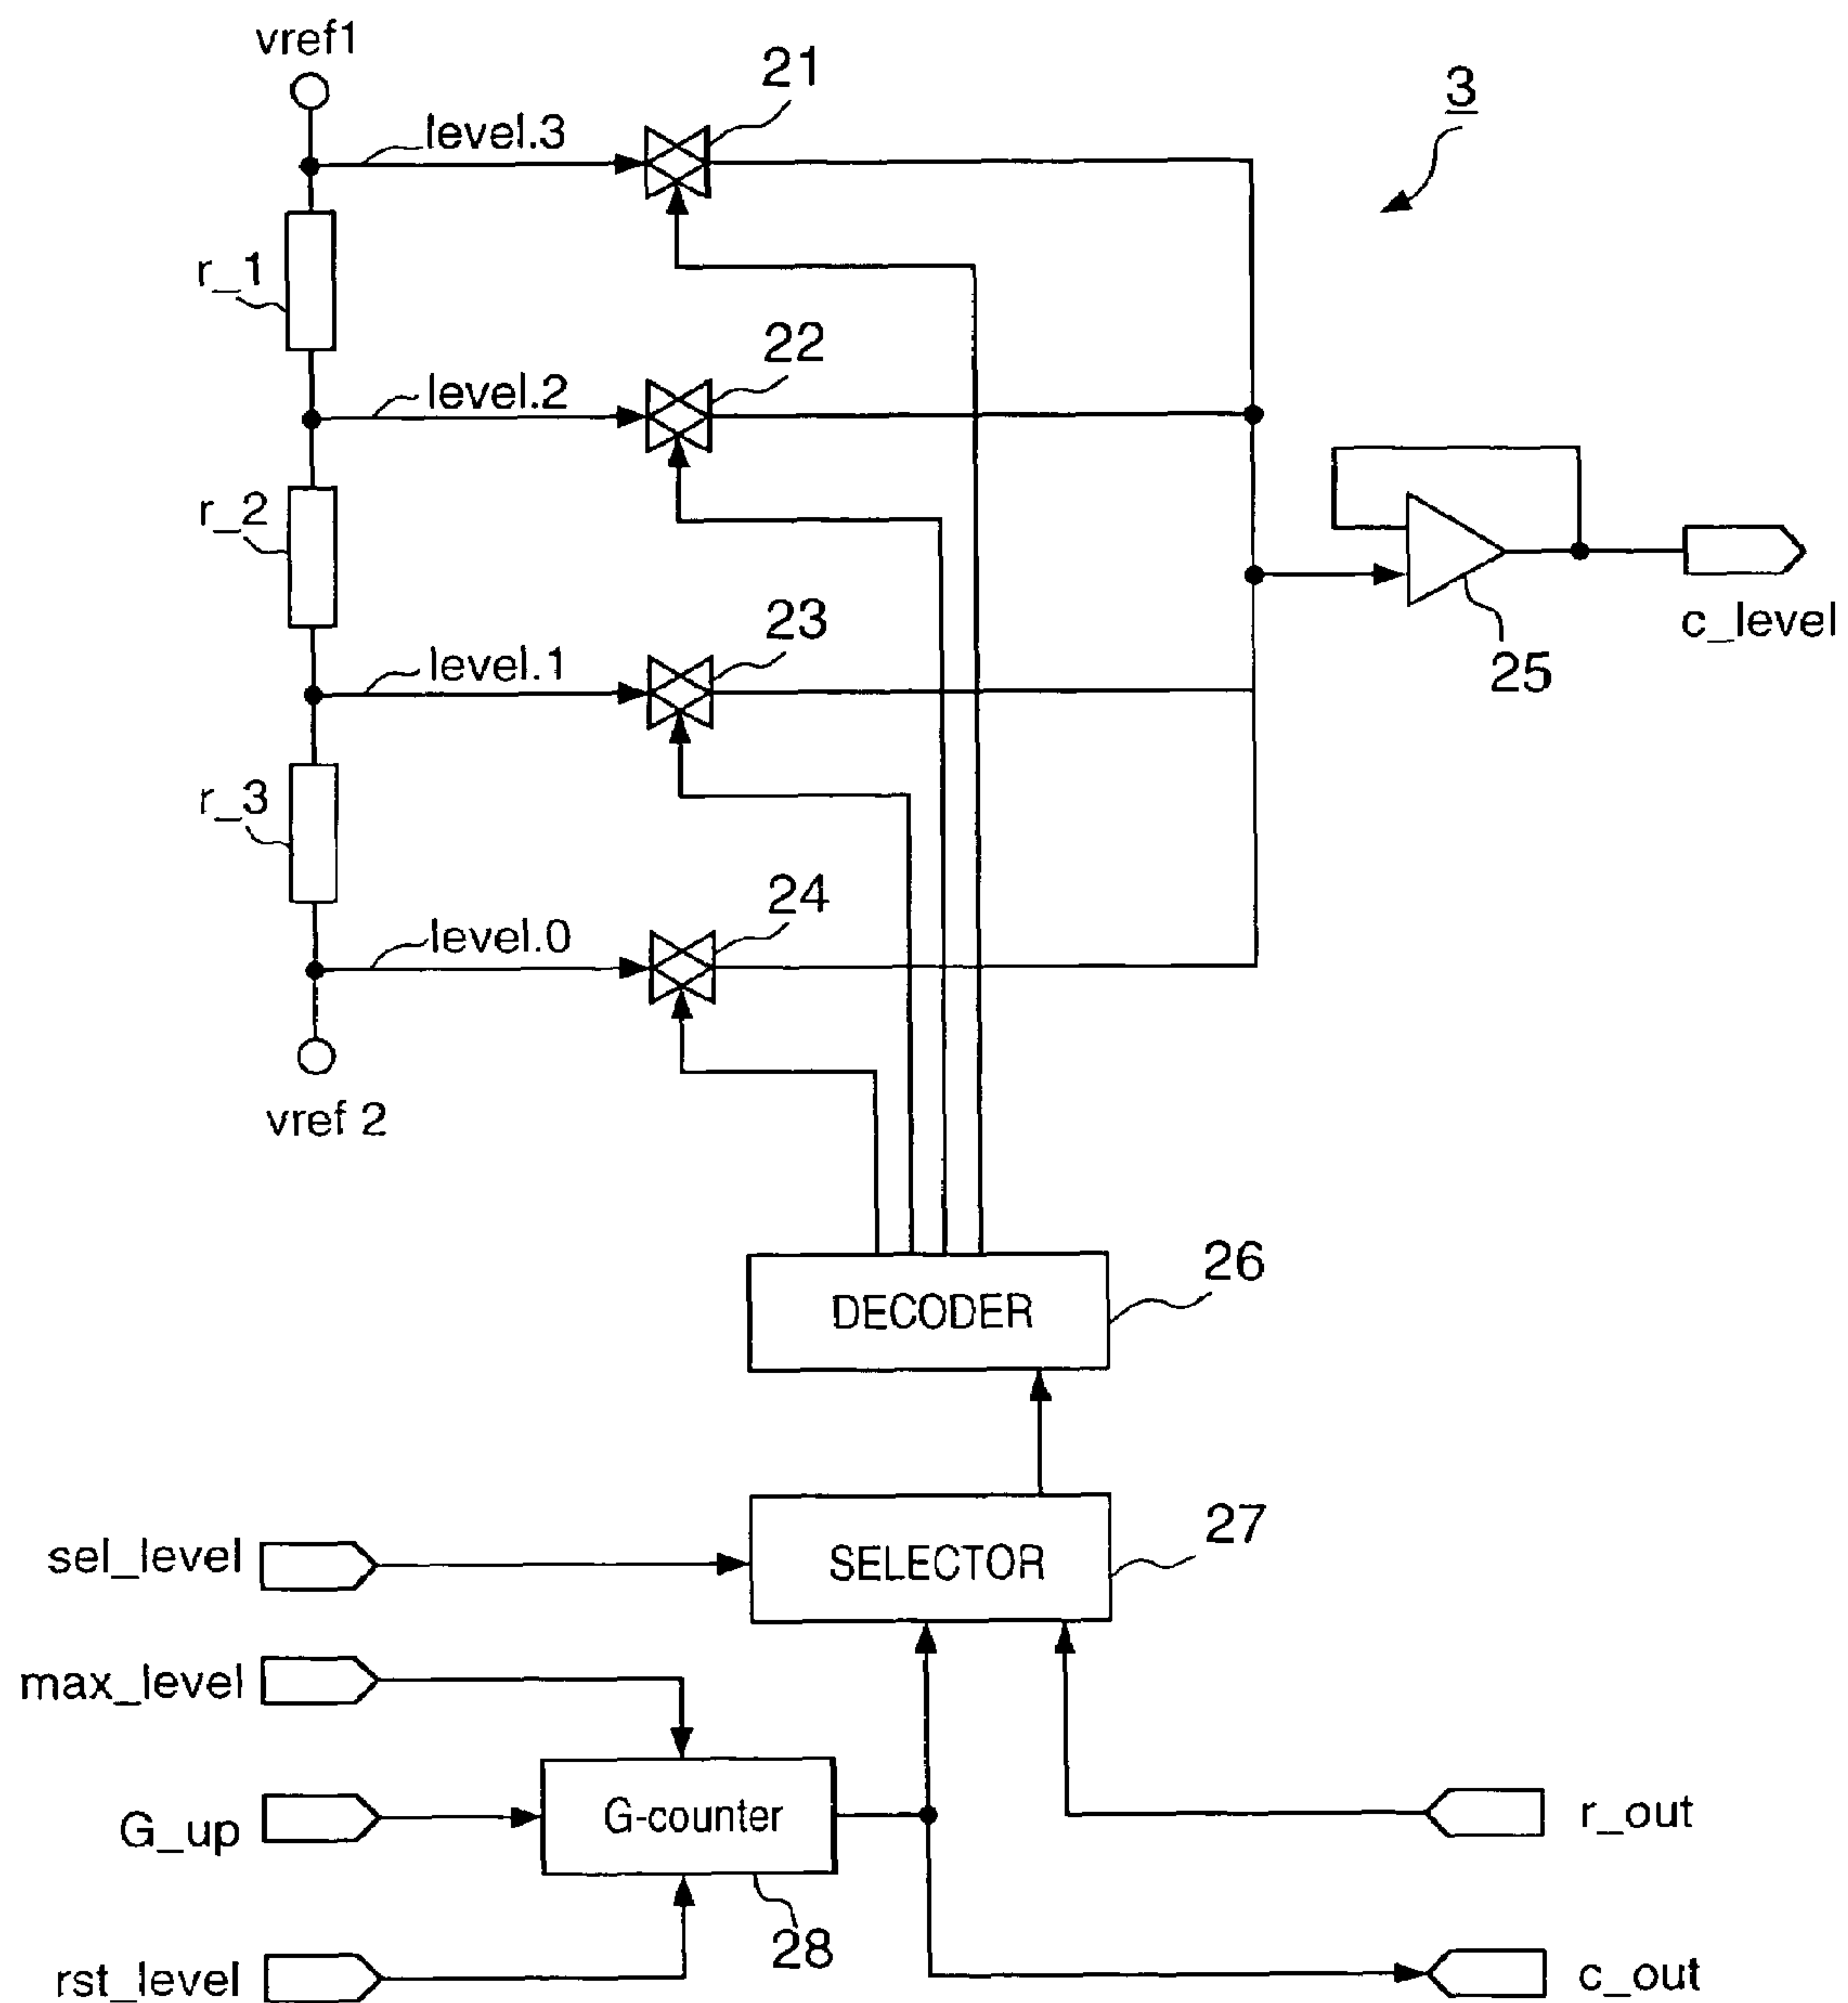 vref1
21
3
level.3
r_1
22
level.2
r_2
23
level.1
c_level
25
r_3
24
level.0
vref 2
26
DECODER
27
sel_level
SELECTOR
max_level
G_up
G-counter
r_out
28
rst_level
c_out